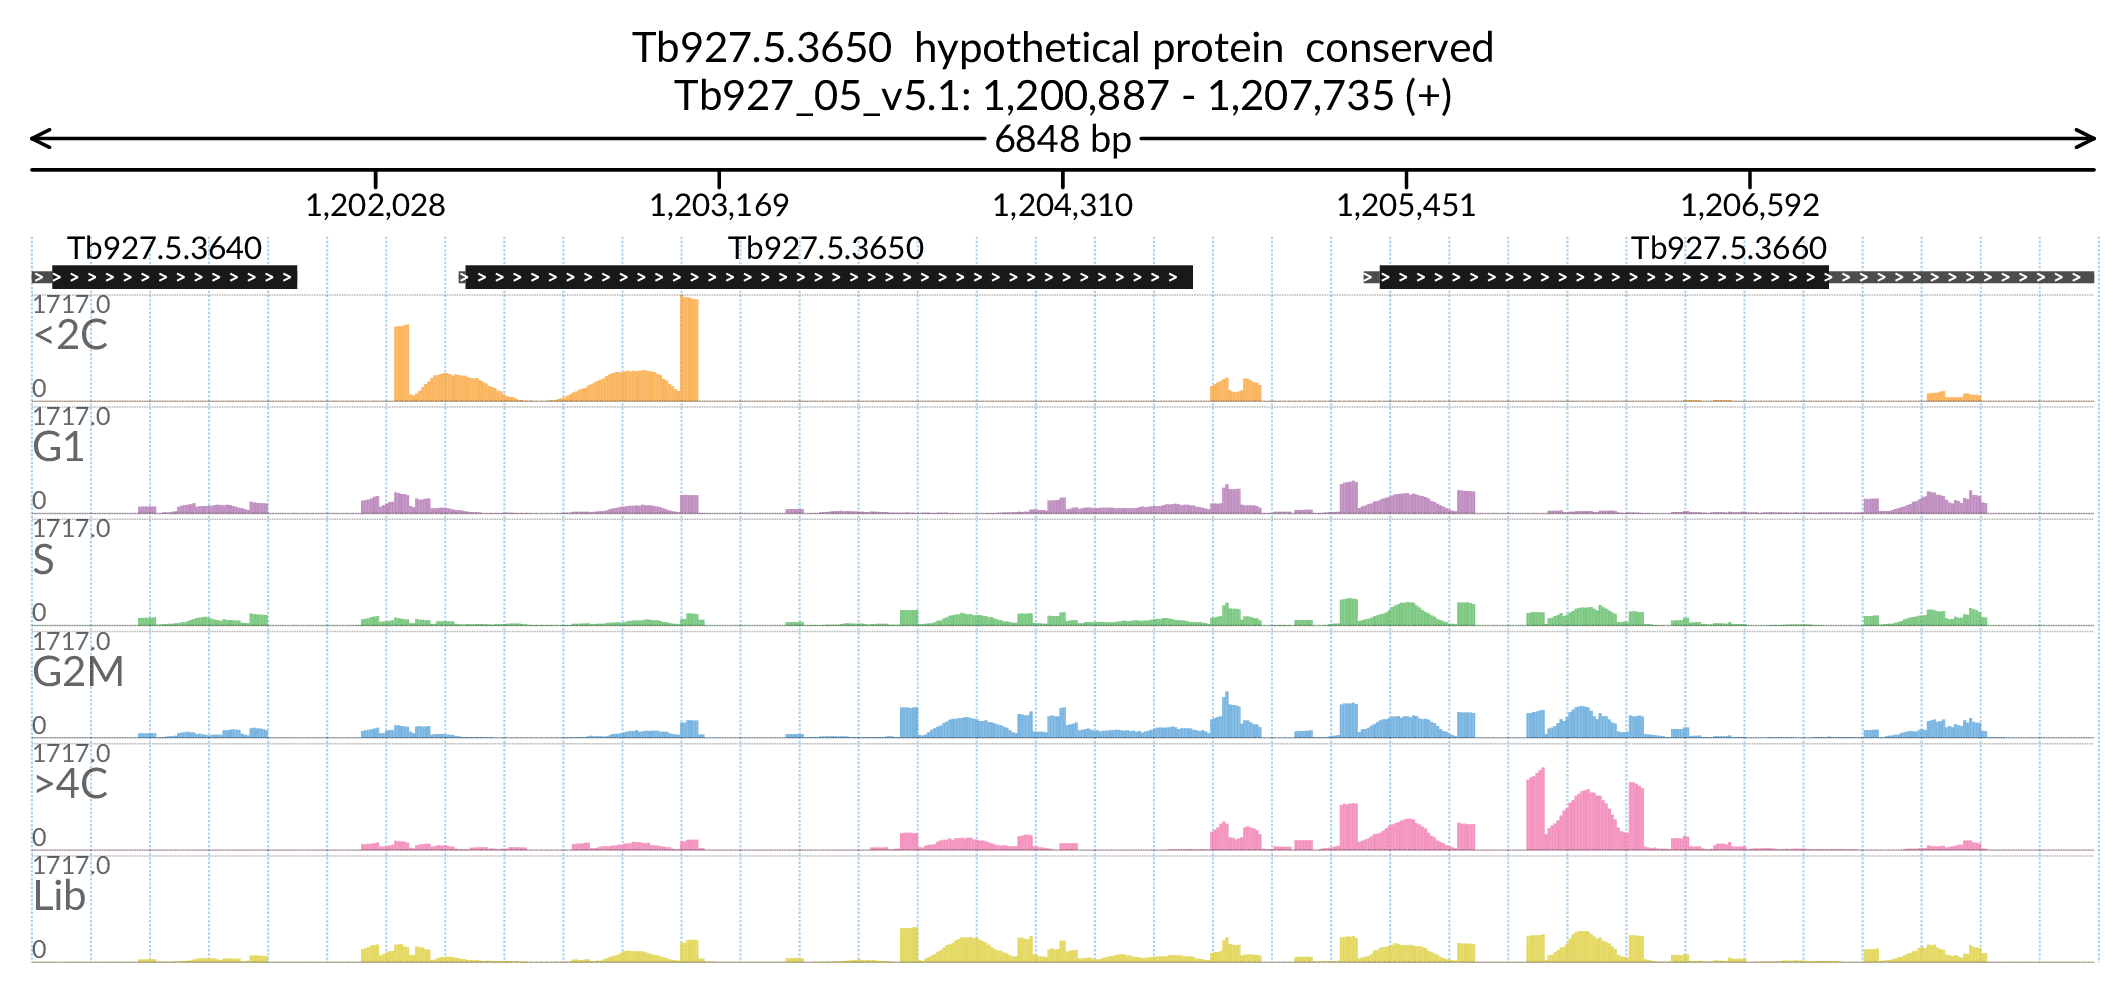 Tb927.5.3650  hypothetical protein  conserved
Tb927_05_v5.1: 1,200,887 - 1,207,735 (+)
6848 bp
1,202,028 1,203,169 1,204,310 1,205,451 1,206,592
Tb927.5.3640 Tb927.5.3650 Tb927.5.3660
1717.0
<2C
0
1717.0
G1
0
1717.0
S
0
1717.0
G2M
0
1717.0
>4C
0
1717.0
Lib
0